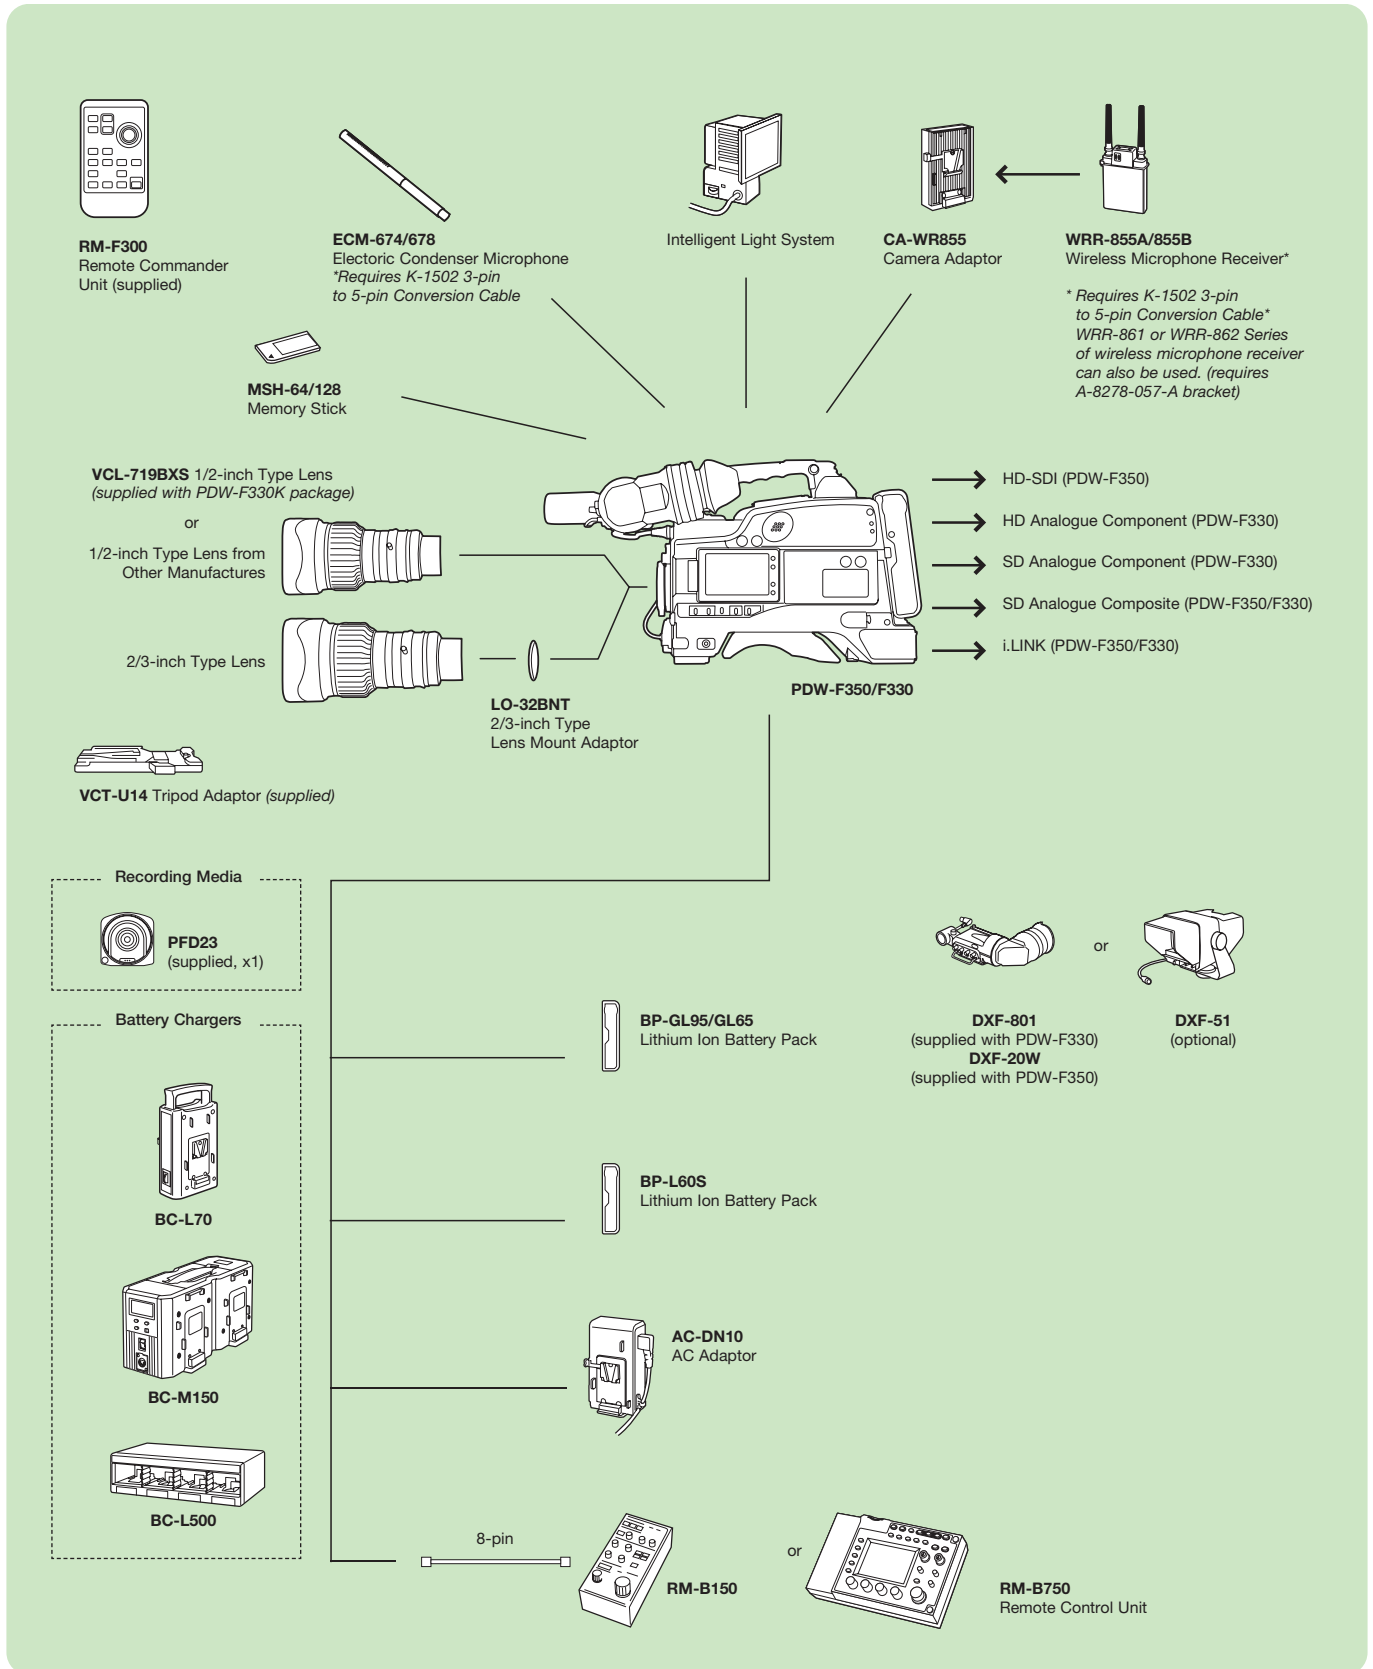 RM-F300
Remote Commander
Unit (supplied)
ECM-674/678
Electoric Condenser Microphone
*Requires K-1502 3-pin
to 5-pin Conversion Cable
Intelligent Light System
CA-WR855
Camera Adaptor
WRR-855A/855B
Wireless Microphone Receiver*
* Requires K-1502 3-pin
to 5-pin Conversion Cable*
WRR-861 or WRR-862 Series
of wireless microphone receiver
can also be used. (requires
A-8278-057-A bracket)
MSH-64/128
Memory Stick
VCL-719BXS 1/2-inch Type Lens
(supplied with PDW-F330K package)
or
1/2-inch Type Lens from
Other Manufactures
2/3-inch Type Lens
LO-32BNT
2/3-inch Type
Lens Mount Adaptor
HD-SDI (PDW-F350)
HD Analogue Component (PDW-F330)
SD Analogue Component (PDW-F330)
SD Analogue Composite (PDW-F350/F330)
i.LINK (PDW-F350/F330)
PDW-F350/F330
VCT-U14 Tripod Adaptor (supplied)
Recording Media
PFD23
(supplied, x1)
Battery Chargers
BC-L70
BC-M150
BC-L500
BP-GL95/GL65
Lithium Ion Battery Pack
DXF-801
(supplied with PDW-F330)
DXF-20W
(supplied with PDW-F350)
or
DXF-51
(optional)
BP-L60S
Lithium Ion Battery Pack
AC-DN10
AC Adaptor
8-pin
RM-B150
or
RM-B750
Remote Control Unit